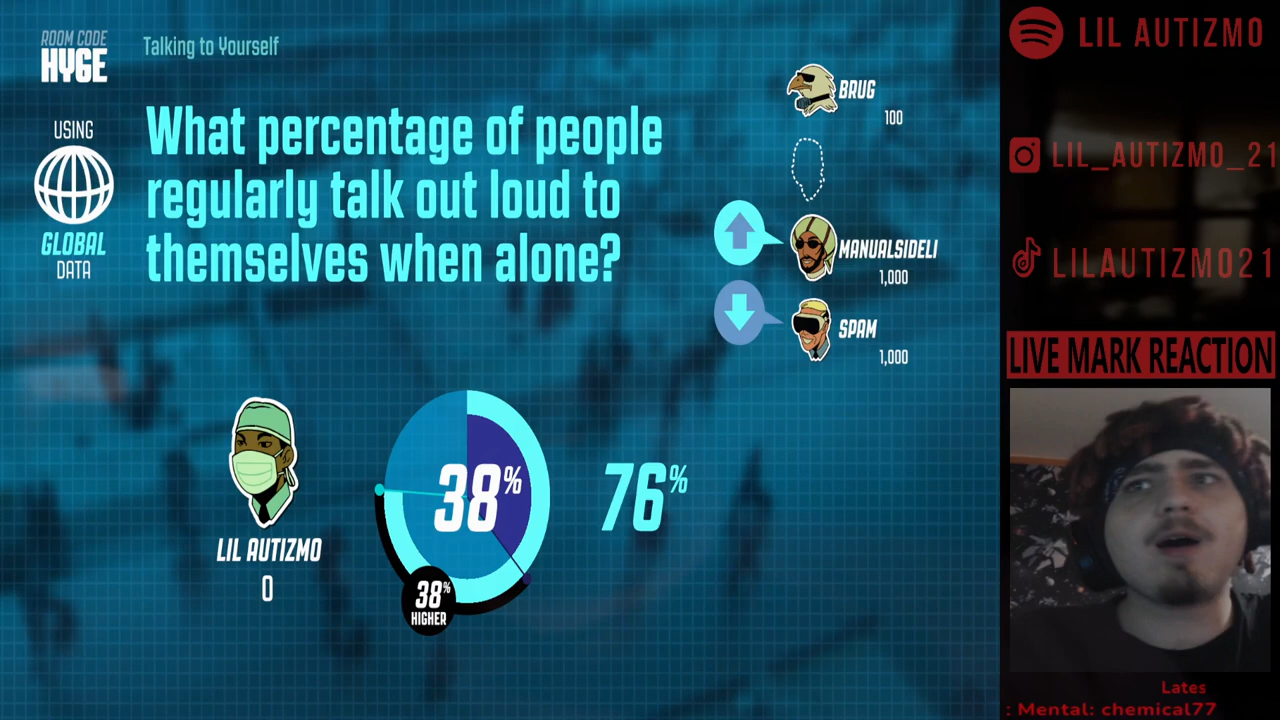 ROOM CODE
HYGE
Talking to Yourself
USING
GLOBAL
DATA
What percentage of people
regularly talk out loud to
themselves when alone?
BRUG
100
MANUALSIDELI
1,000
SPAM
1,000
LIL AUTIZMO
0
38%
76%
38%
HIGHER
LIL AUTIZMO
LIL_AUTIZMO_21
LILAUTIZMO21
LIVE MARK REACTION
Lates
: Mental: chemical77